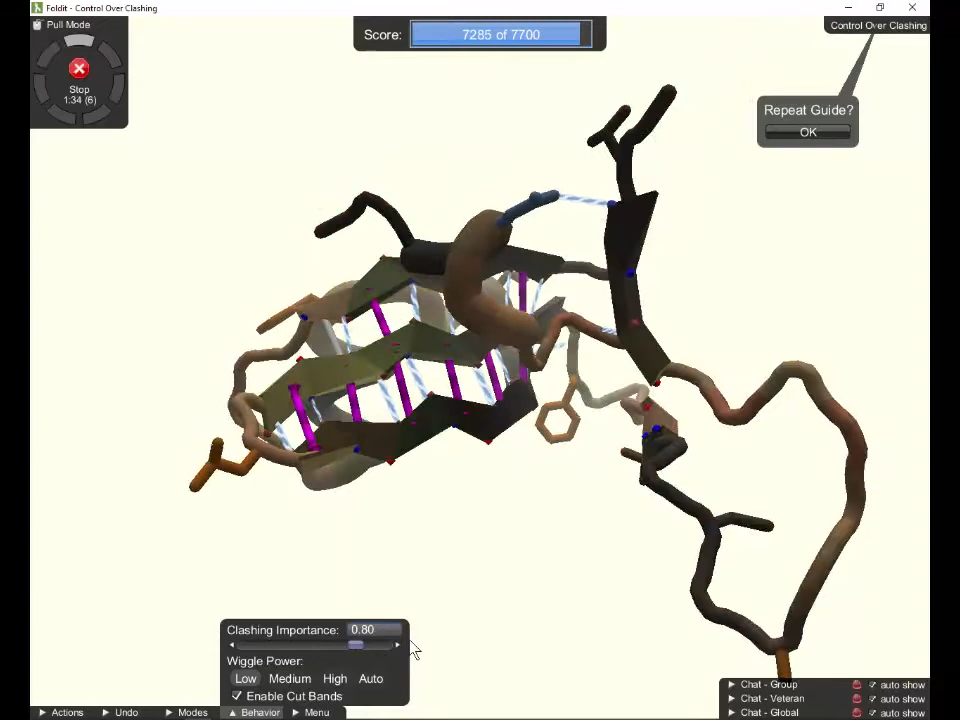 Foldit - Control Over Clashing
Pull Mode
Score: 7285 of 7700
Control Over Clashing
Stop
1:34 (6)
Repeat Guide?
OK
Clashing Importance: 0.80
Wiggle Power:
Low Medium High Auto
Enable Cut Bands
Chat - Group auto show
Chat - Veteran auto show
Chat - Global auto show
Actions Undo Modes Behavior Menu